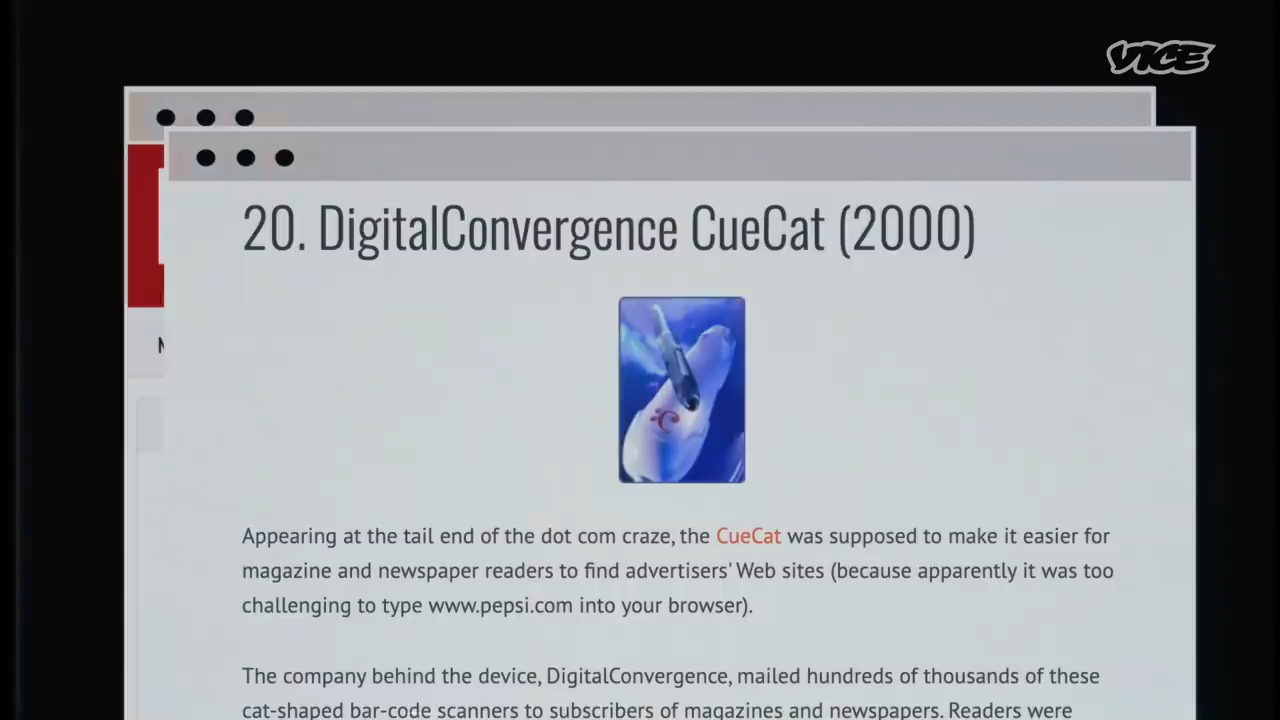 VICE
20. DigitalConvergence CueCat (2000)
Appearing at the tail end of the dot com craze, the CueCat was supposed to make it easier for
magazine and newspaper readers to find advertisers' Web sites (because apparently it was too
challenging to type www.pepsi.com into your browser).
The company behind the device, DigitalConvergence, mailed hundreds of thousands of these
cat-shaped bar-code scanners to subscribers of magazines and newspapers. Readers were